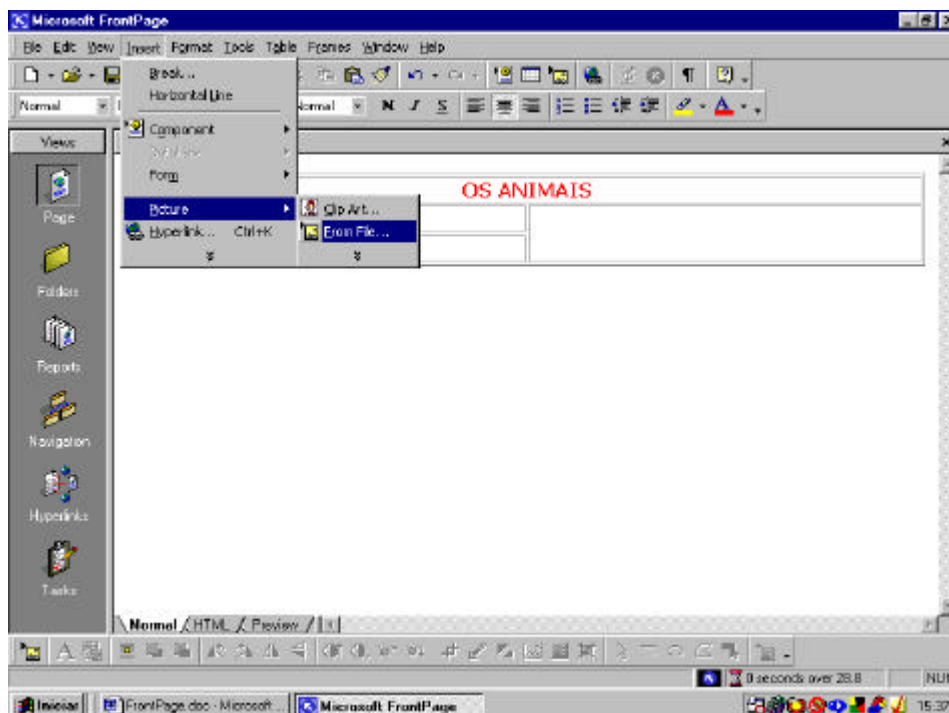 Microsoft FrontPage
File Edit View Insert Format Tools Table Frames Window Help
Break...
Horizontal Line
Normal
N I S
A
Views
Component
Form
OS ANIMAIS
Page
Picture
Clip Art...
Hyperlink... Ctrl+K
From File...
Folders
Reports
Navigation
Hyperlinks
Tasks
Normal HTML Preview
0 seconds over 28.8
NUM
Iniciar
FrontPage.doc - Microsoft ...
Microsoft FrontPage